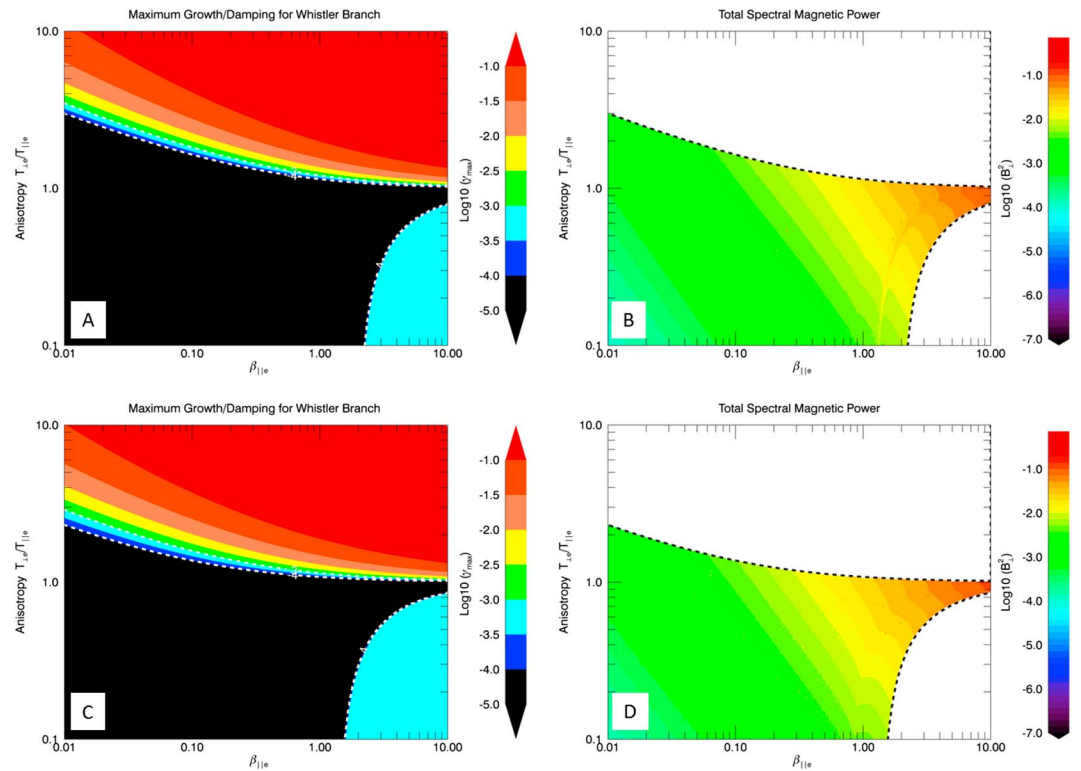 Maximum Growth/Damping for Whistler Branch
10.0
1.0
0.1
Anisotropy T⊥e/T||e
0.01
0.10
1.00
10.00
β||e
A
-1.0
-1.5
-2.0
-2.5
-3.0
-3.5
-4.0
-5.0
Log10 (γmax)
Total Spectral Magnetic Power
10.0
1.0
0.1
Anisotropy T⊥e/T||e
0.01
0.10
1.00
10.00
β||e
B
-1.0
-2.0
-3.0
-4.0
-5.0
-6.0
-7.0
Log10 (B²⊥)
Maximum Growth/Damping for Whistler Branch
10.0
1.0
0.1
Anisotropy T⊥e/T||e
0.01
0.10
1.00
10.00
β||e
C
-1.0
-1.5
-2.0
-2.5
-3.0
-3.5
-4.0
-5.0
Log10 (γmax)
Total Spectral Magnetic Power
10.0
1.0
0.1
Anisotropy T⊥e/T||e
0.01
0.10
1.00
10.00
β||e
D
-1.0
-2.0
-3.0
-4.0
-5.0
-6.0
-7.0
Log10 (B²⊥)